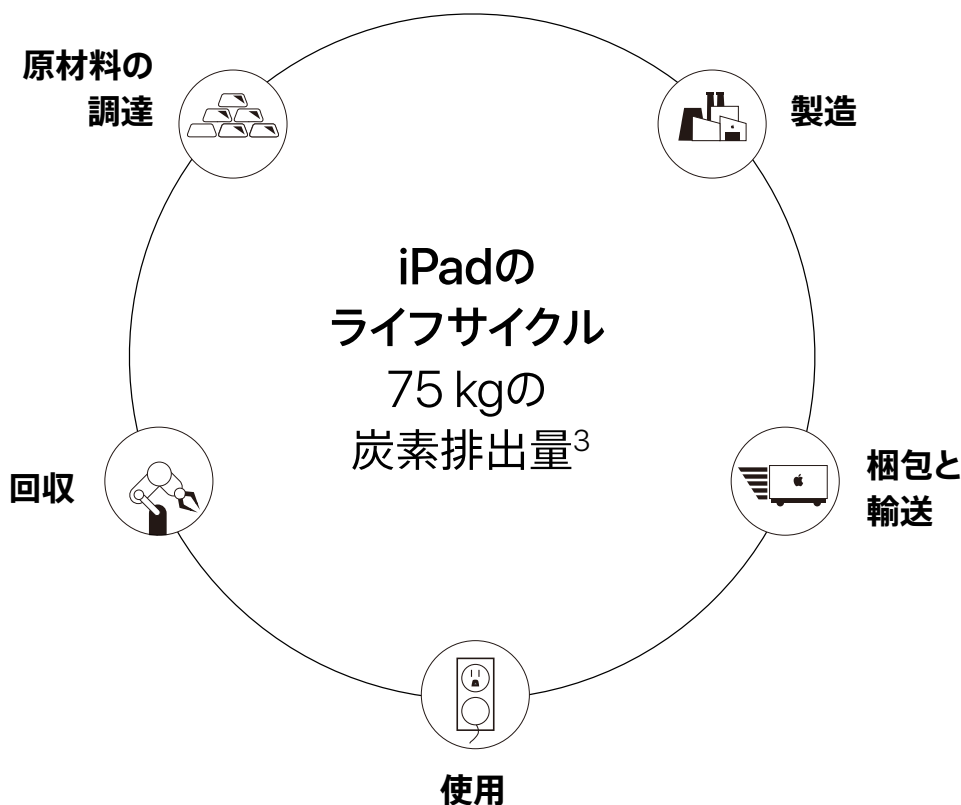 原材料の
調達
製造
iPadの
ライフサイクル
75 kgの
炭素排出量3
回収
梱包と
輸送
使用